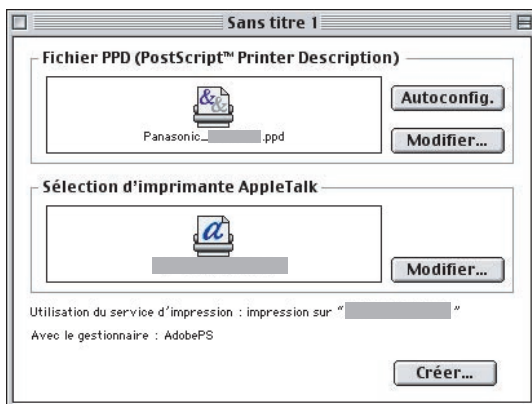 Sans titre 1
Fichier PPD (PostScript™ Printer Description)
Panasonic_ .ppd
Autoconfig.
Modifier...
Sélection d'imprimante AppleTalk
Modifier...
Utilisation du service d'impression : impression sur " "
Avec le gestionnaire : AdobePS
Créer...